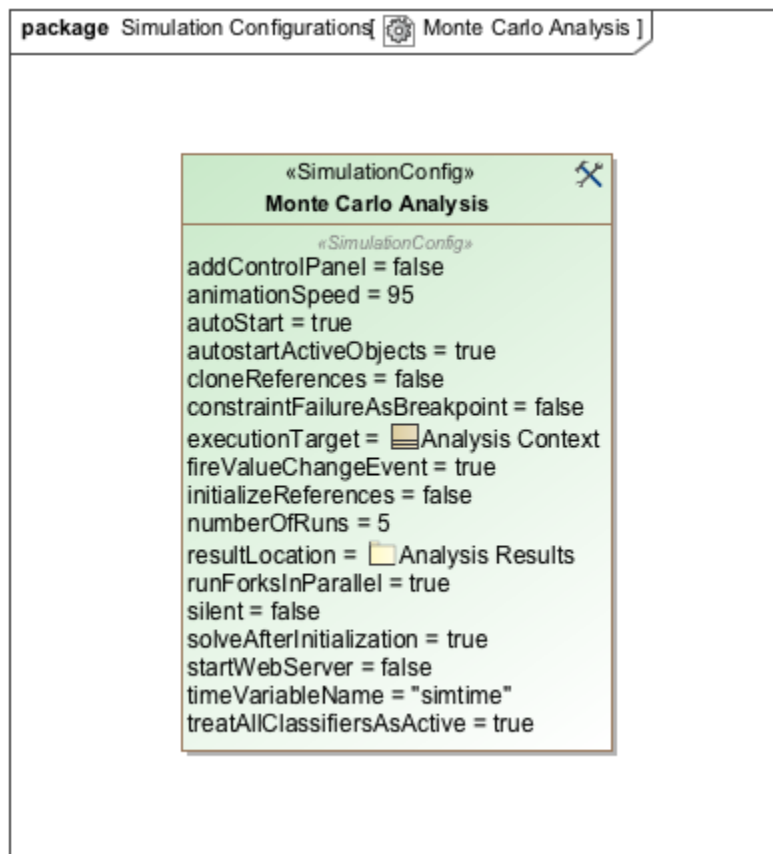 package Simulation Configurations[ Monte Carlo Analysis ]
«SimulationConfig»
Monte Carlo Analysis
«SimulationConfig»
addControlPanel = false
animationSpeed = 95
autoStart = true
autostartActiveObjects = true
cloneReferences = false
constraintFailureAsBreakpoint = false
executionTarget = Analysis Context
fireValueChangeEvent = true
initializeReferences = false
numberOfRuns = 5
resultLocation = Analysis Results
runForksInParallel = true
silent = false
solveAfterInitialization = true
startWebServer = false
timeVariableName = "simtime"
treatAllClassifiersAsActive = true